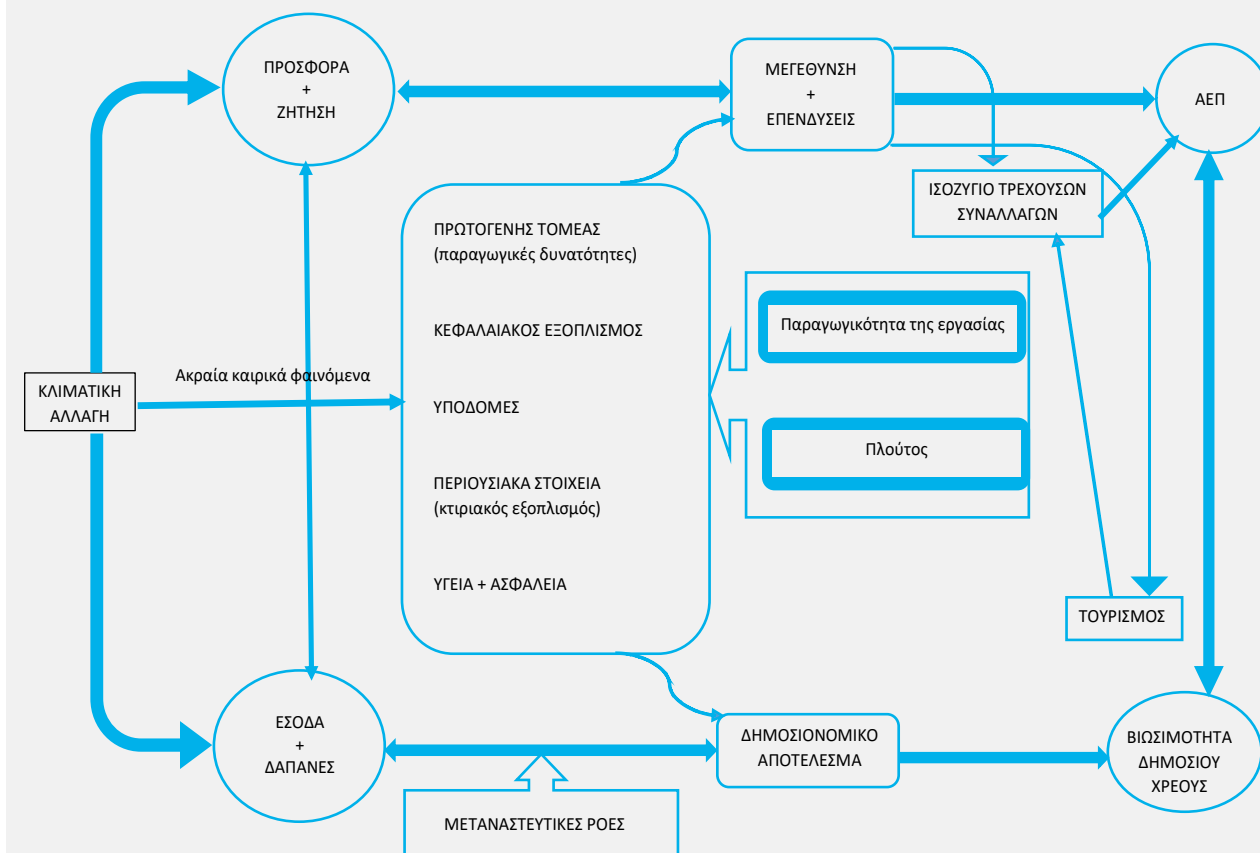 ΠΡΟΣΦΟΡΑ
+
ΖΗΤΗΣΗ
ΜΕΓΕΘΥΝΣΗ
+
ΕΠΕΝΔΥΣΕΙΣ
ΑΕΠ
ΙΣΟΖΥΓΙΟ ΤΡΕΧΟΥΣΩΝ
ΣΥΝΑΛΛΑΓΩΝ
ΠΡΩΤΟΓΕΝΗΣ ΤΟΜΕΑΣ
(παραγωγικές δυνατότητες)
ΚΕΦΑΛΑΙΑΚΟΣ ΕΞΟΠΛΙΣΜΟΣ
Παραγωγικότητα της εργασίας
Ακραία καιρικά φαινόμενα
ΚΛΙΜΑΤΙΚΗ
ΑΛΛΑΓΗ
ΥΠΟΔΟΜΕΣ
Πλούτος
ΠΕΡΙΟΥΣΙΑΚΑ ΣΤΟΙΧΕΙΑ
(κτιριακός εξοπλισμός)
ΥΓΕΙΑ + ΑΣΦΑΛΕΙΑ
ΤΟΥΡΙΣΜΟΣ
ΕΣΟΔΑ
+
ΔΑΠΑΝΕΣ
ΔΗΜΟΣΙΟΝΟΜΙΚΟ
ΑΠΟΤΕΛΕΣΜΑ
ΒΙΩΣΙΜΟΤΗΤΑ
ΔΗΜΟΣΙΟΥ
ΧΡΕΟΥΣ
ΜΕΤΑΝΑΣΤΕΥΤΙΚΕΣ ΡΟΕΣ